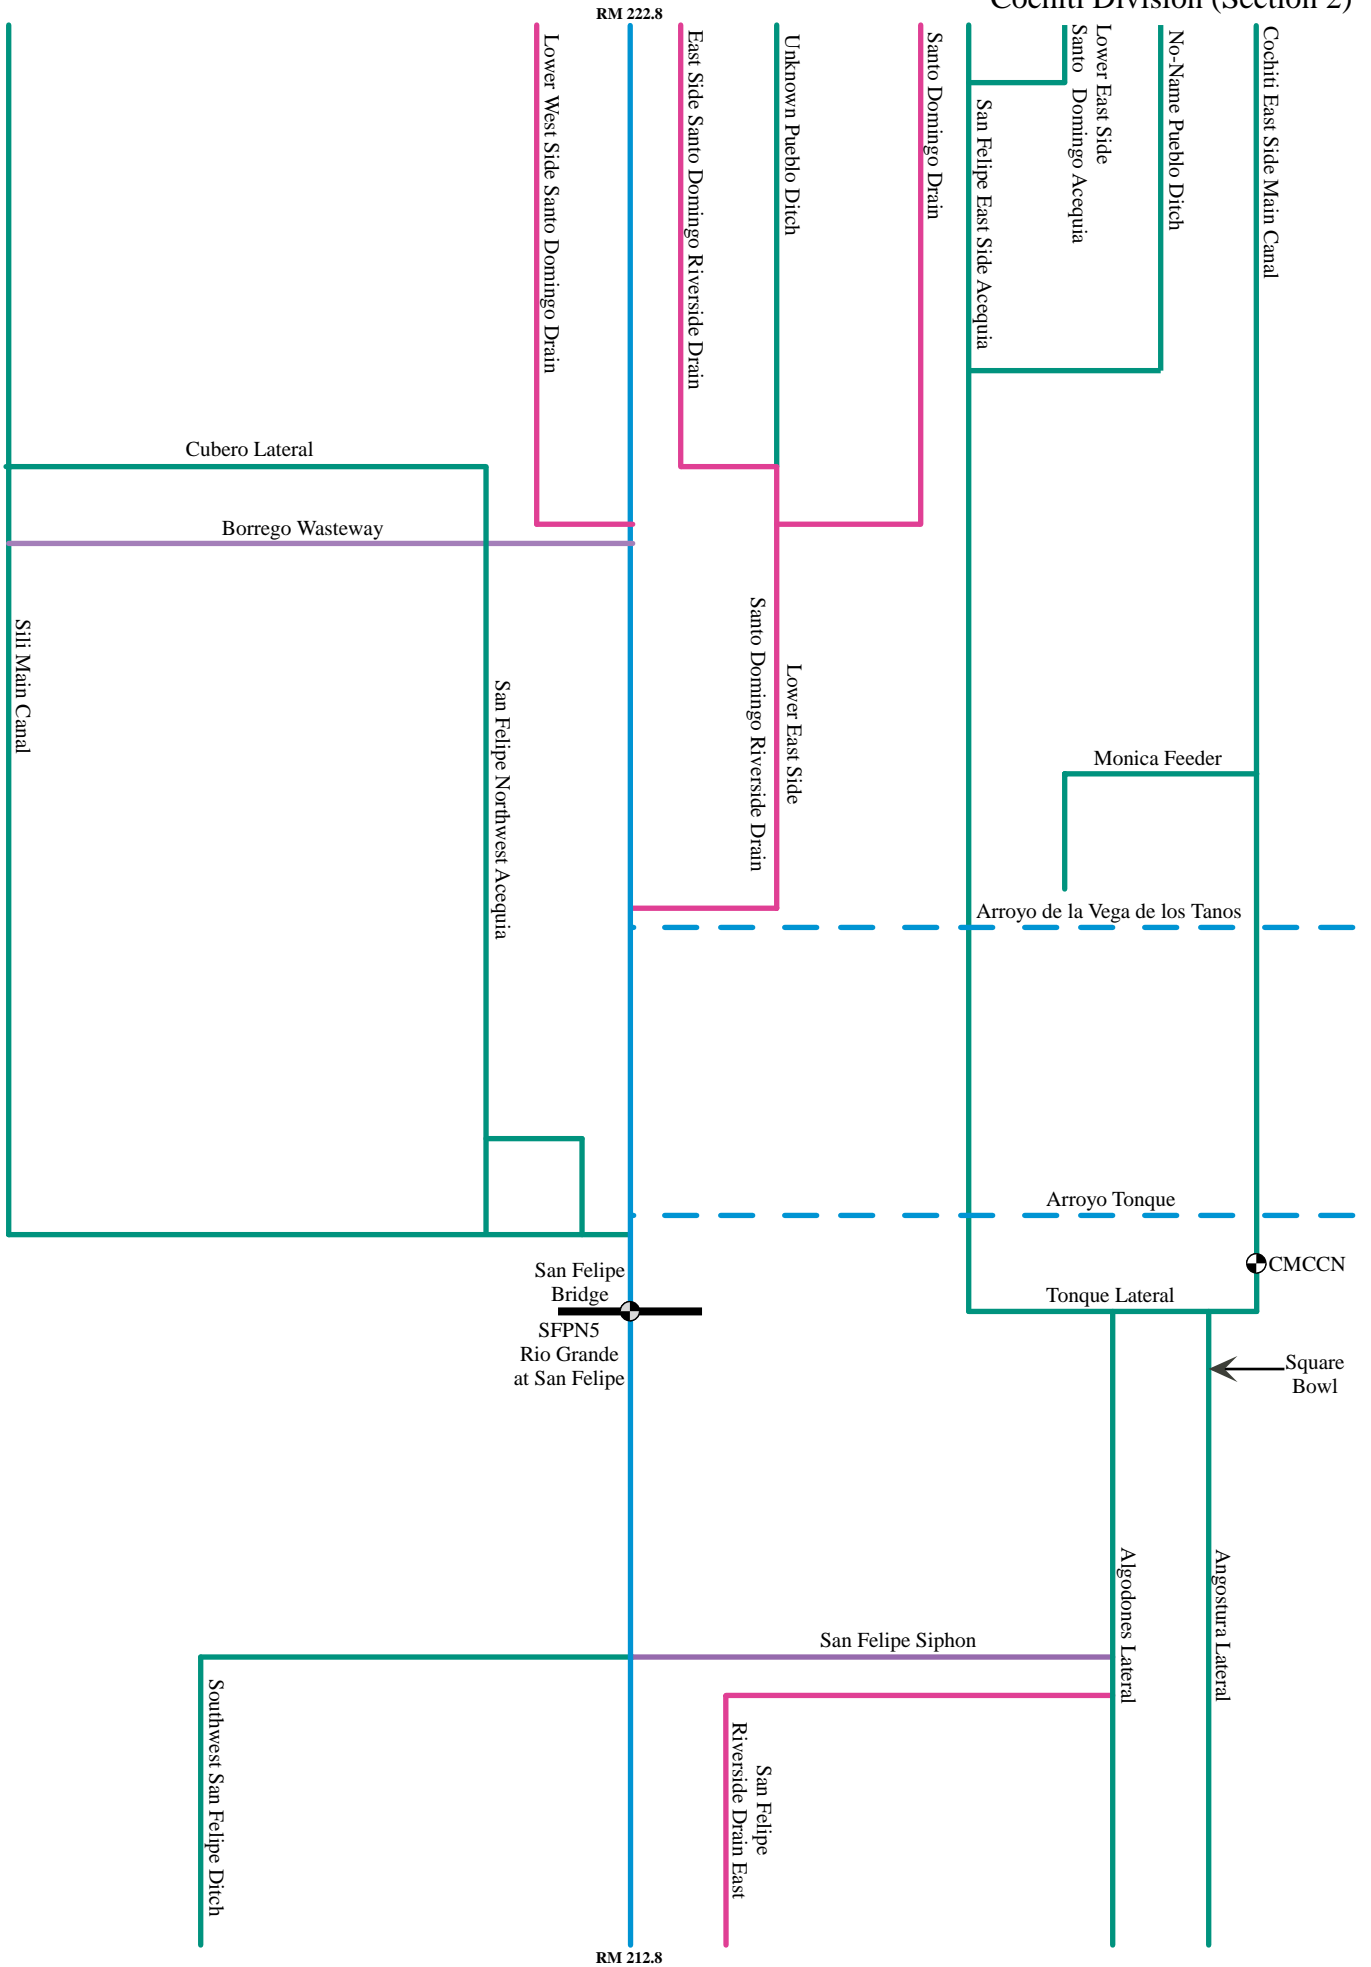 Cochiti Division (Section 2)
RM 222.8
Lower West Side Santo Domingo Drain
East Side Santo Domingo Riverside Drain
Unknown Pueblo Ditch
Santo Domingo Drain
San Felipe East Side Acequia
Lower East Side
Santo Domingo Acequia
No-Name Pueblo Ditch
Cochiti East Side Main Canal
Cubero Lateral
Borrego Wasteway
Sili Main Canal
San Felipe Northwest Acequia
Lower East Side
Santo Domingo Riverside Drain
Monica Feeder
Arroyo de la Vega de los Tanos
Arroyo Tonque
CMCCN
San Felipe
Bridge
Tonque Lateral
SFPN5
Rio Grande
at San Felipe
Square
Bowl
Algodones Lateral
Angostura Lateral
San Felipe Siphon
Southwest San Felipe Ditch
San Felipe
Riverside Drain East
RM 212.8